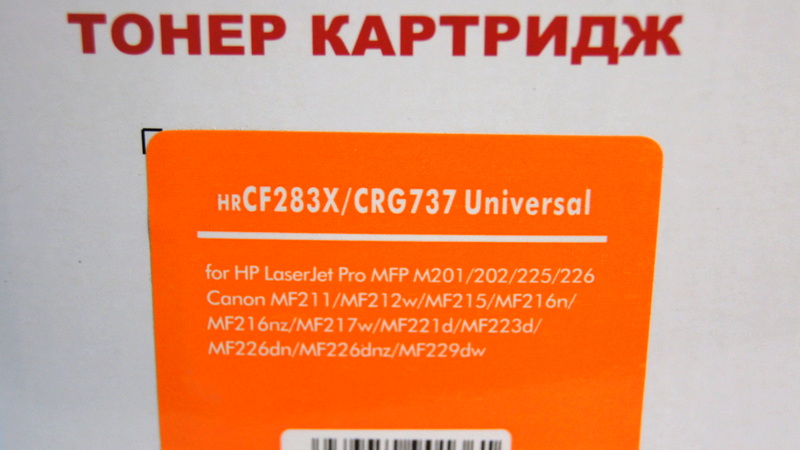 ТОНЕР КАРТРИДЖ
HRCF283X/CRG737 Universal
for HP LaserJet Pro MFP M201/202/225/226
Canon MF211/MF212w/MF215/MF216n/
MF216nz/MF217w/MF221d/MF223d/
MF226dn/MF226dnz/MF229dw